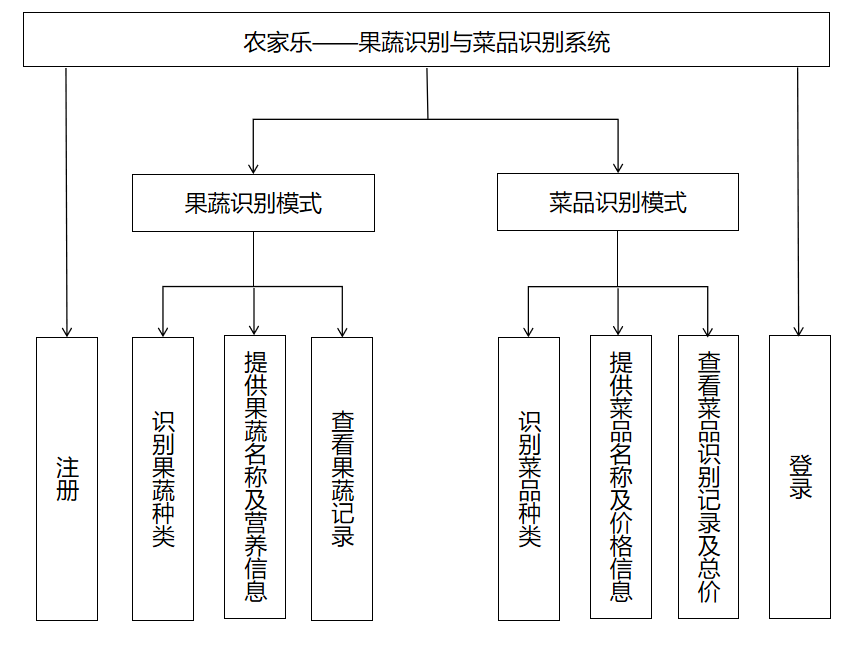 农家乐——果蔬识别与菜品识别系统
果蔬识别模式
菜品识别模式
注册
识别果蔬种类
提供果蔬名称及营养信息
查看果蔬记录
识别菜品种类
提供菜品名称及价格信息
查看菜品识别记录及总价
登录